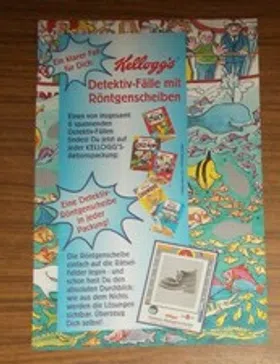 Ein klarer Fall
für Dich:
Kellogg's
Detektiv-Fälle mit
Röntgenscheiben
Einen von insgesamt
6 spannenden
Detektiv-Fällen
findest Du jetzt auf
jeder KELLOGG'S-
Aktionspackung:
Eine Detektiv-
Röntgenscheibe
in jeder
Packung!
Die Röntgenscheibe
einfach auf die Rätsel-
felder legen - und
schon hast Du den
absoluten Durchblick:
wie aus dem Nichts
werden die Lösungen
sichtbar. Überzeug
Dich selbst!